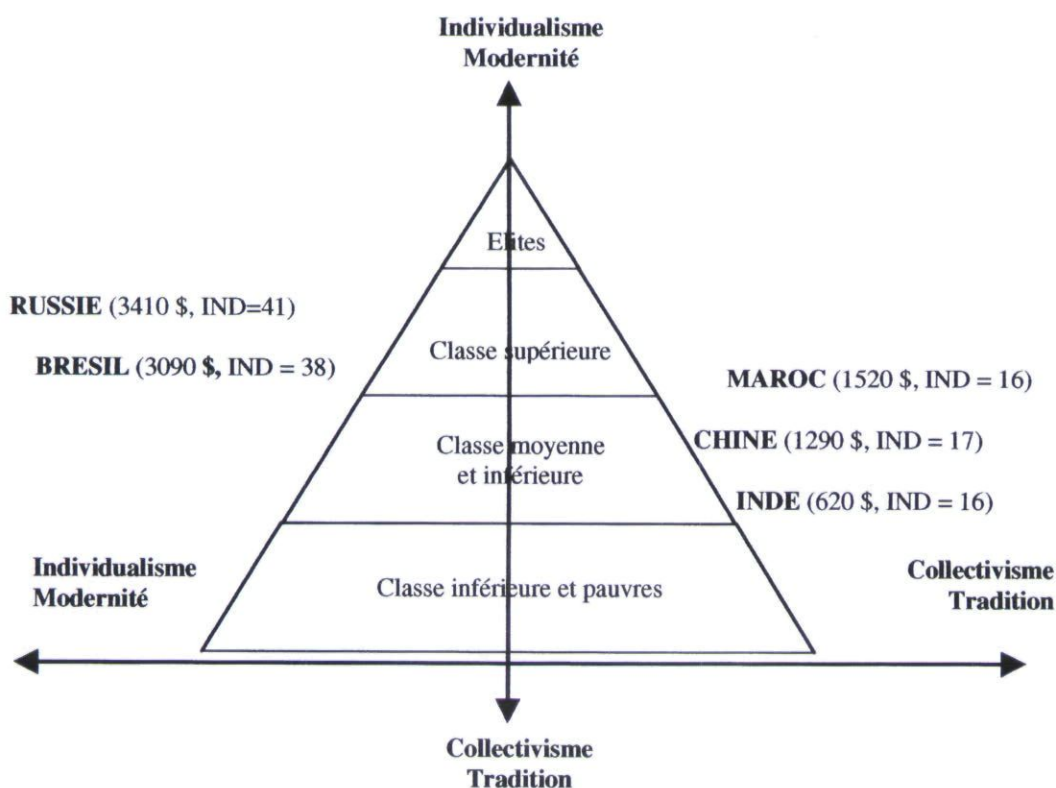 Individualisme
Modernité
Elites
RUSSIE (3410 $, IND=41)
Classe supérieure
BRESIL (3090 $, IND = 38)
MAROC (1520 $, IND = 16)
Classe moyenne
et inférieure
CHINE (1290 $, IND = 17)
INDE (620 $, IND = 16)
Individualisme
Modernité
Classe inférieure et pauvres
Collectivisme
Tradition
Collectivisme
Tradition